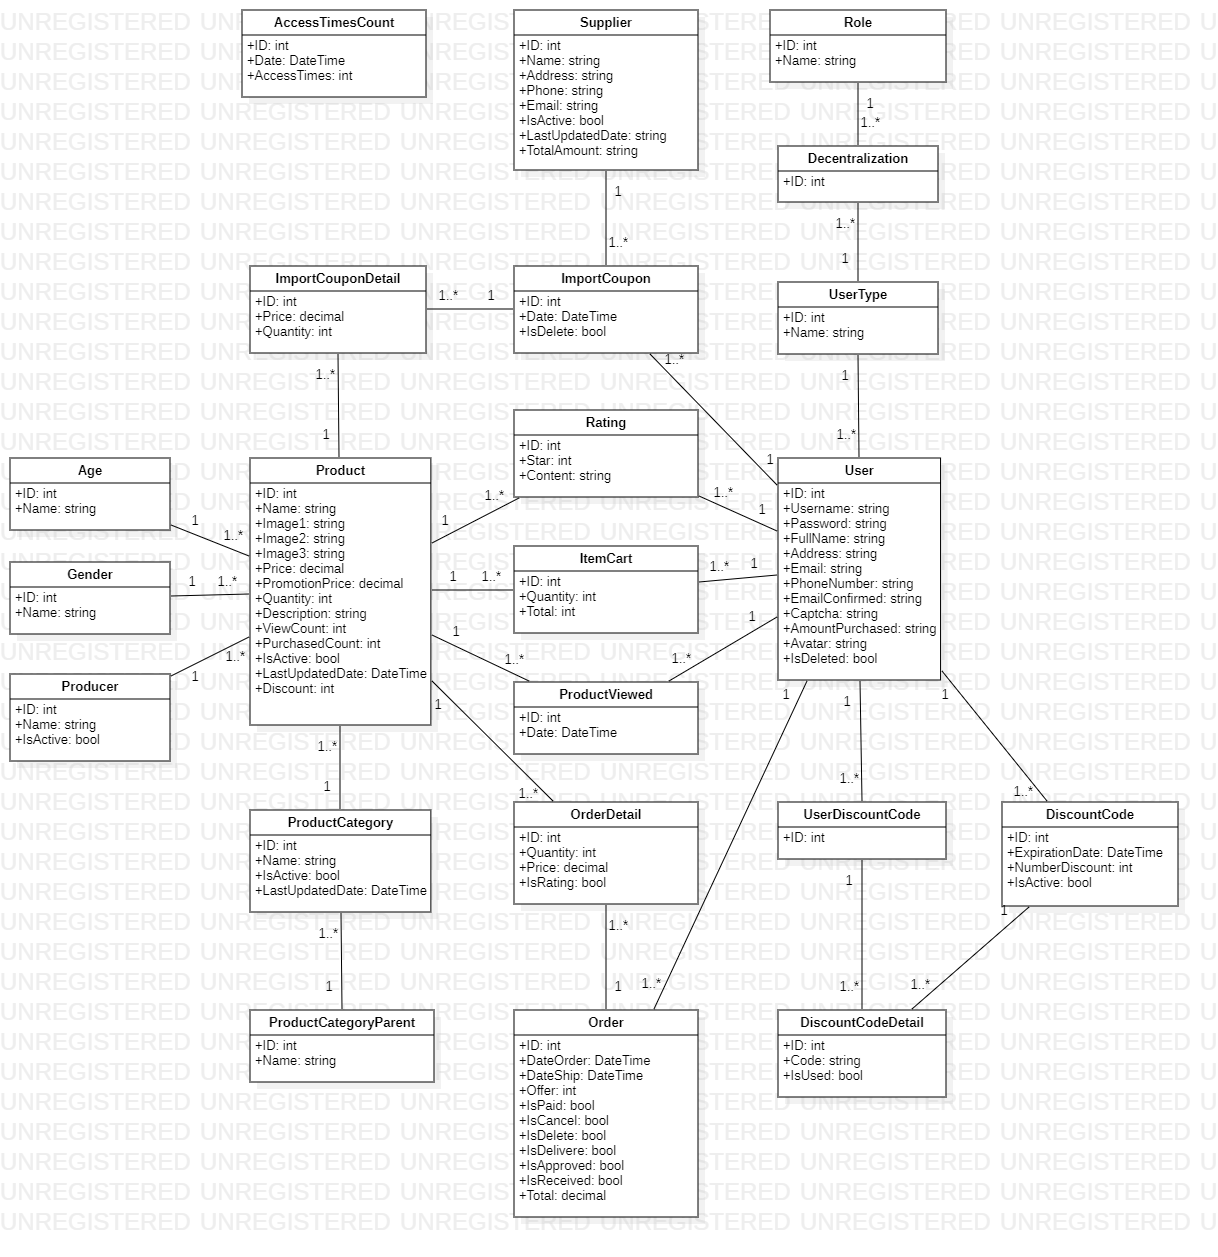 AccessTimesCount
+ID: int
+Date: DateTime
+AccessTimes: int
Supplier
+ID: int
+Name: string
+Address: string
+Phone: string
+Email: string
+IsActive: bool
+LastUpdatedDate: string
+TotalAmount: string
Role
+ID: int
+Name: string
1
1..*
Decentralization
+ID: int
1
1..*
1..*
1
ImportCouponDetail
+ID: int
+Price: decimal
+Quantity: int
1..*
1
ImportCoupon
+ID: int
+Date: DateTime
+IsDelete: bool
UserType
+ID: int
+Name: string
1..*
1
1..*
1
1
1..*
Rating
+ID: int
+Star: int
+Content: string
Age
+ID: int
+Name: string
Product
+ID: int
+Name: string
+Image1: string
+Image2: string
+Image3: string
+Price: decimal
+PromotionPrice: decimal
+Quantity: int
+Description: string
+ViewCount: int
+PurchasedCount: int
+IsActive: bool
+LastUpdatedDate: DateTime
+Discount: int
User
+ID: int
+Username: string
+Password: string
+FullName: string
+Address: string
+Email: string
+PhoneNumber: string
+EmailConfirmed: string
+Captcha: string
+AmountPurchased: string
+Avatar: string
+IsDeleted: bool
1..*
1
1..*
1
1
1..*
Gender
+ID: int
+Name: string
1
1..*
ItemCart
+ID: int
+Quantity: int
+Total: int
1
1..*
1..*
1
Producer
+ID: int
+Name: string
+IsActive: bool
1..*
1
ProductViewed
+ID: int
+Date: DateTime
1
1..*
1
1..*
1..*
1
ProductCategory
+ID: int
+Name: string
+IsActive: bool
+LastUpdatedDate: DateTime
1
1..*
OrderDetail
+ID: int
+Quantity: int
+Price: decimal
+IsRating: bool
1
1
1..*
UserDiscountCode
+ID: int
1
1..*
DiscountCode
+ID: int
+ExpirationDate: DateTime
+NumberDiscount: int
+IsActive: bool
1..*
1
ProductCategoryParent
+ID: int
+Name: string
1..*
1
1..*
Order
+ID: int
+DateOrder: DateTime
+DateShip: DateTime
+Offer: int
+IsPaid: bool
+IsCancel: bool
+IsDelete: bool
+IsDelivere: bool
+IsApproved: bool
+IsReceived: bool
+Total: decimal
1
1..*
1
1..*
DiscountCodeDetail
+ID: int
+Code: string
+IsUsed: bool
UNREGISTERED